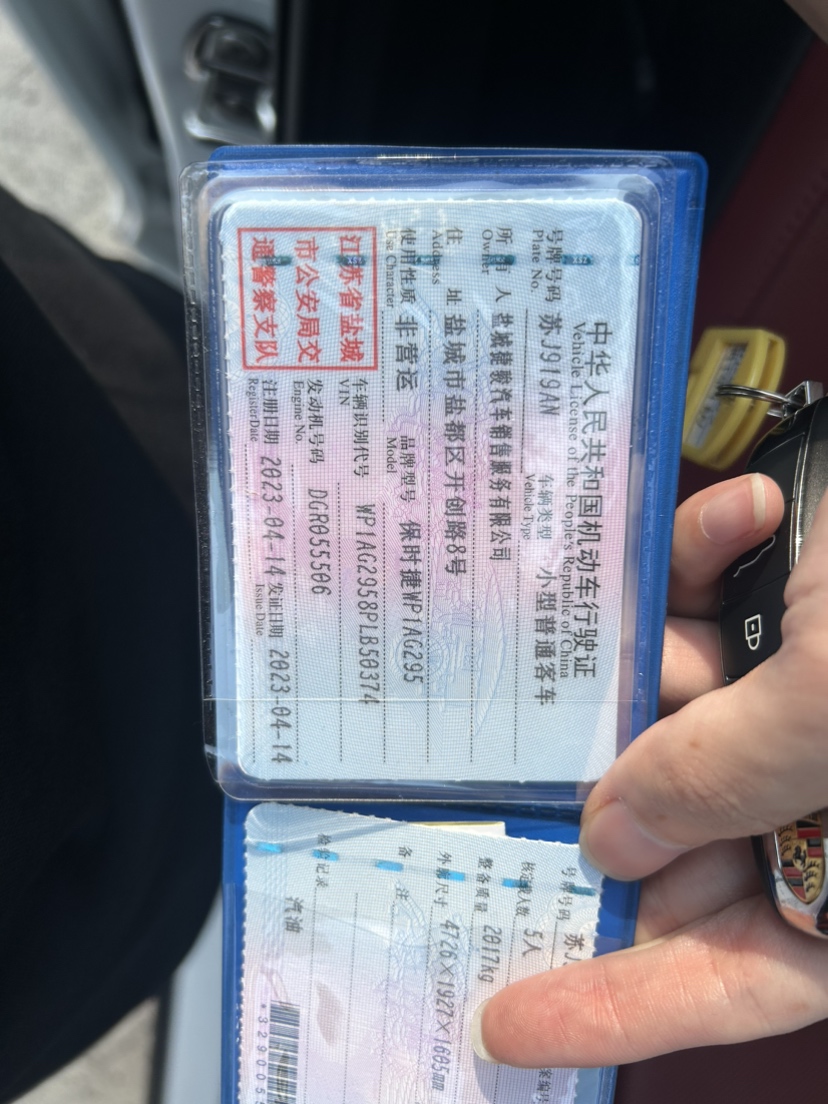 中华人民共和国机动车行驶证
Vehicle License of the People's Republic of China
号牌号码 苏J919AN 车辆类型 小型普通客车
Plate No. Vehicle Type
所有人 盐城捷骏汽车销售服务有限公司
Owner
住 址 盐城市盐都区开创路8号
Address
使用性质 非营运 品牌型号 保时捷WP1AG295
Use Character Model
江苏省盐城
市公安局交
通警察支队
车辆识别代号 WP1AG2958PLB50374
VIN
发动机号码 DGR055506
Engine No.
注册日期 2023-04-14 发证日期 2023-04-14
Register Date Issue Date
号牌号码 苏J
核定人数 5人
整备质量 2017kg
外廓尺寸 4726×1927×1605mm
备 注
检验记录
汽油